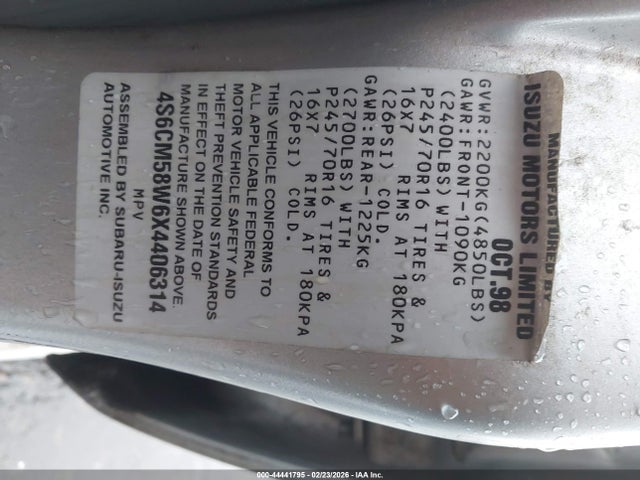 MANUFACTURED BY
ISUZU MOTORS LIMITED
OCT.98
GVWR:2200KG(4850LBS)
GAWR:FRONT-1090KG
(2400LBS) WITH
P245/70R16 TIRES &
16X7 RIMS AT 180KPA
(26PSI) COLD.
GAWR:REAR-1225KG
(2700LBS) WITH
P245/70R16 TIRES &
16X7 RIMS AT 180KPA
(26PSI) COLD.
THIS VEHICLE CONFORMS TO
ALL APPLICABLE FEDERAL
MOTOR VEHICLE SAFETY AND
THEFT PREVENTION STANDARDS
IN EFFECT ON THE DATE OF
MANUFACTURE SHOWN ABOVE.
4S6CM58W6X4406314
MPV
ASSEMBLED BY SUBARU-ISUZU
AUTOMOTIVE INC.
000-44441795 - 02/23/2026 - IAA Inc.